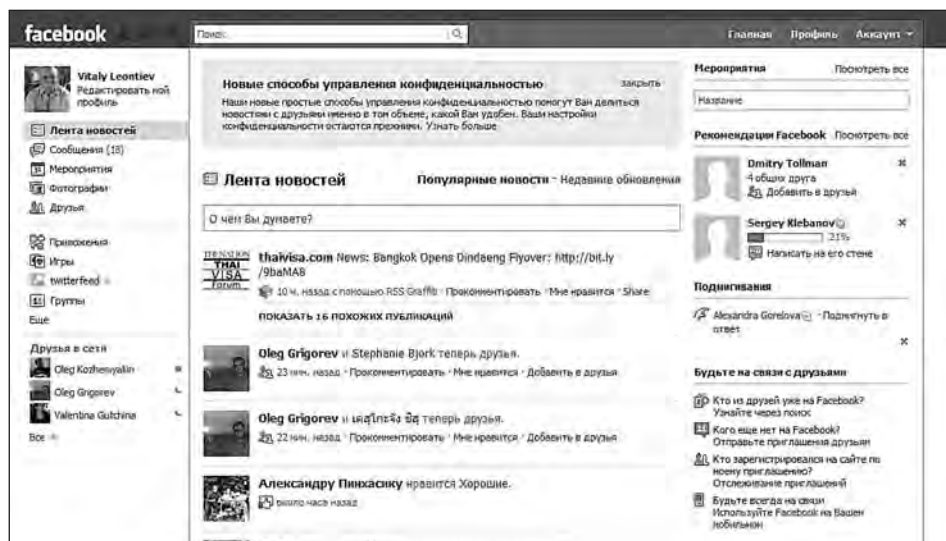 facebook
Поиск
Главная Профиль Аккаунт
Vitaly Leontiev
Редактировать мой
профиль
Лента новостей
Сообщения (18)
Мероприятия
Фотографии
Друзья
Приложения
Игры
twitterfeed
Группы
Ещё
Друзья в сети
Oleg Kozhemyakin
Oleg Grigorev
Valentina Gulchina
Все
Новые способы управления конфиденциальностью закрыть
Наши новые простые способы управления конфиденциальностью помогут Вам делиться
новостями с друзьями именно в том объеме, какой Вам удобен. Ваши настройки
конфиденциальности остаются прежними. Узнать больше
Лента новостей Популярные новости · Недавние обновления
О чем Вы думаете?
THE NATION
THAI
VISA
Forum
thaivisa.com News: Bangkok Opens Dindaeng Flyover: http://bit.ly
/9baMA8
10 ч. назад с помощью RSS Graffiti · Прокомментировать · Мне нравится · Share
ПОКАЗАТЬ 16 ПОХОЖИХ ПУБЛИКАЦИЙ
Oleg Grigorev и Stephanie Bjork теперь друзья.
23 мин. назад · Прокомментировать · Мне нравится · Добавить в друзья
Oleg Grigorev и теперь друзья.
22 мин. назад · Прокомментировать · Мне нравится · Добавить в друзья
Александру Пинхасику нравится Хорошие.
около часа назад
Мероприятия Посмотреть все
Название
Рекомендации Facebook Посмотреть все
Dmitry Tollman
4 общих друга
Добавить в друзья
Sergey Klebanov
21%
Написать на его стене
Подмигивания
Alexandra Gorelova · Подмигнуть в
ответ
Будьте на связи с друзьями
Кто из друзей уже на Facebook?
Узнайте через поиск
Кого еще нет на Facebook?
Отправьте приглашения друзьям
Кто зарегистрировался на сайте по
моему приглашению?
Отслеживание приглашений
Будьте всегда на связи
Используйте Facebook на Вашем
мобильном